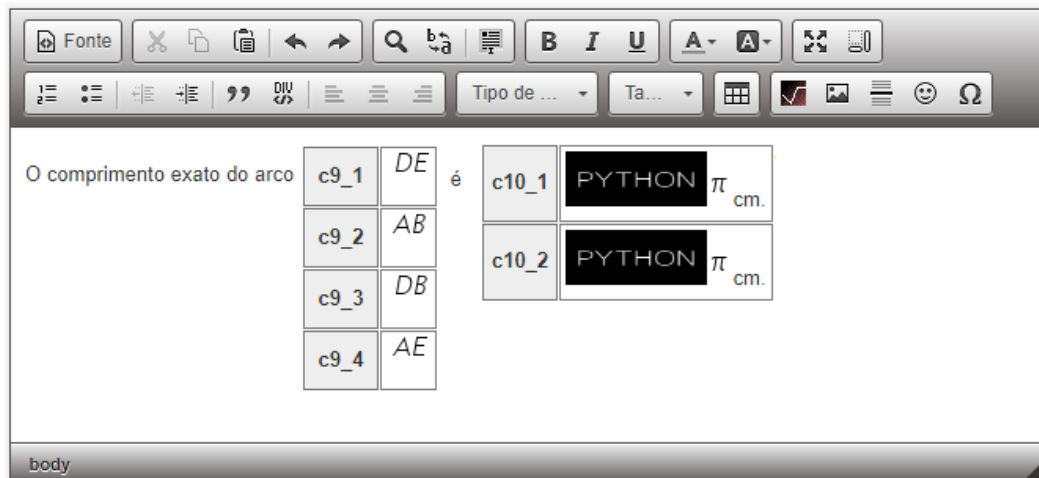 Fonte B I U A A
Tipo de ... Ta... Ω
O comprimento exato do arco c9_1 DE é c10_1 PYTHON π cm.
c9_2 AB c10_2 PYTHON π cm.
c9_3 DB
c9_4 AE
body